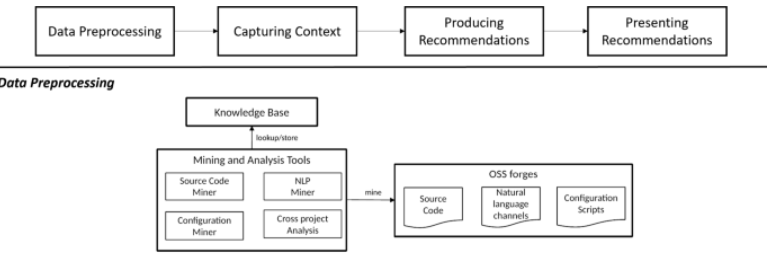 Data Preprocessing
Capturing Context
Producing
Recommendations
Presenting
Recommendations
Data Preprocessing
Knowledge Base
lookup/store
Mining and Analysis Tools
Source Code
Miner
NLP
Miner
Configuration
Miner
Cross project
Analysis
mine
OSS forges
Source
Code
Natural
language
channels
Configuration
Scripts